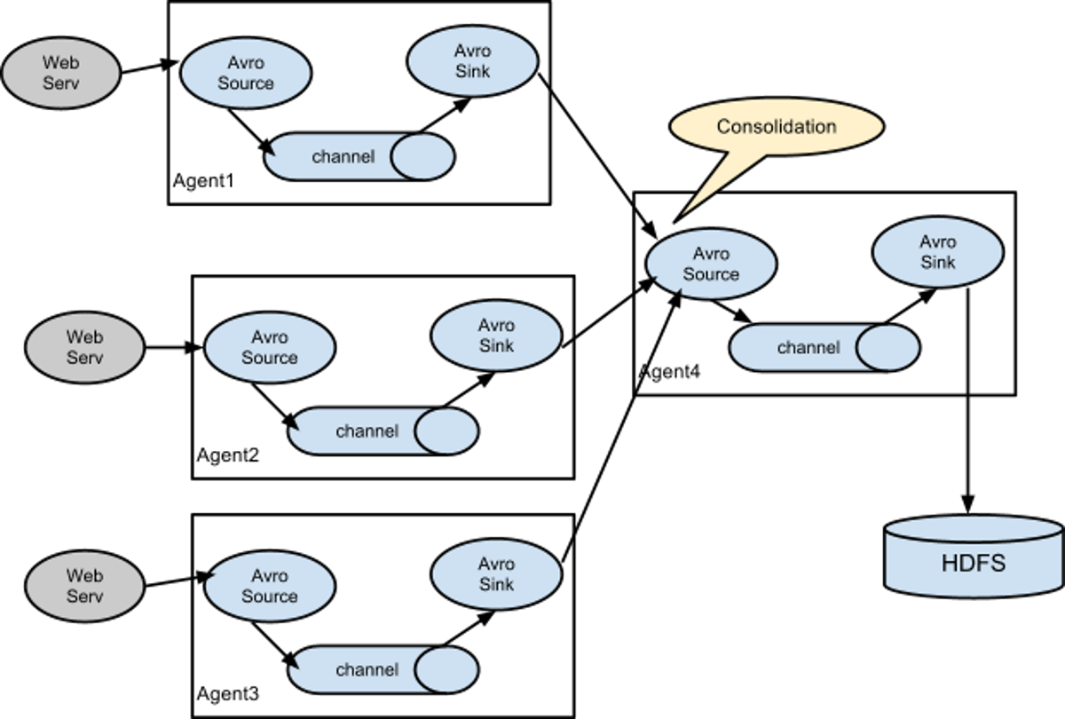 Web
Serv
Avro
Source
Avro
Sink
channel
Agent1
Consolidation
Web
Serv
Avro
Source
Avro
Sink
channel
Agent2
Avro
Source
Avro
Sink
channel
Agent4
Web
Serv
Avro
Source
Avro
Sink
channel
Agent3
HDFS